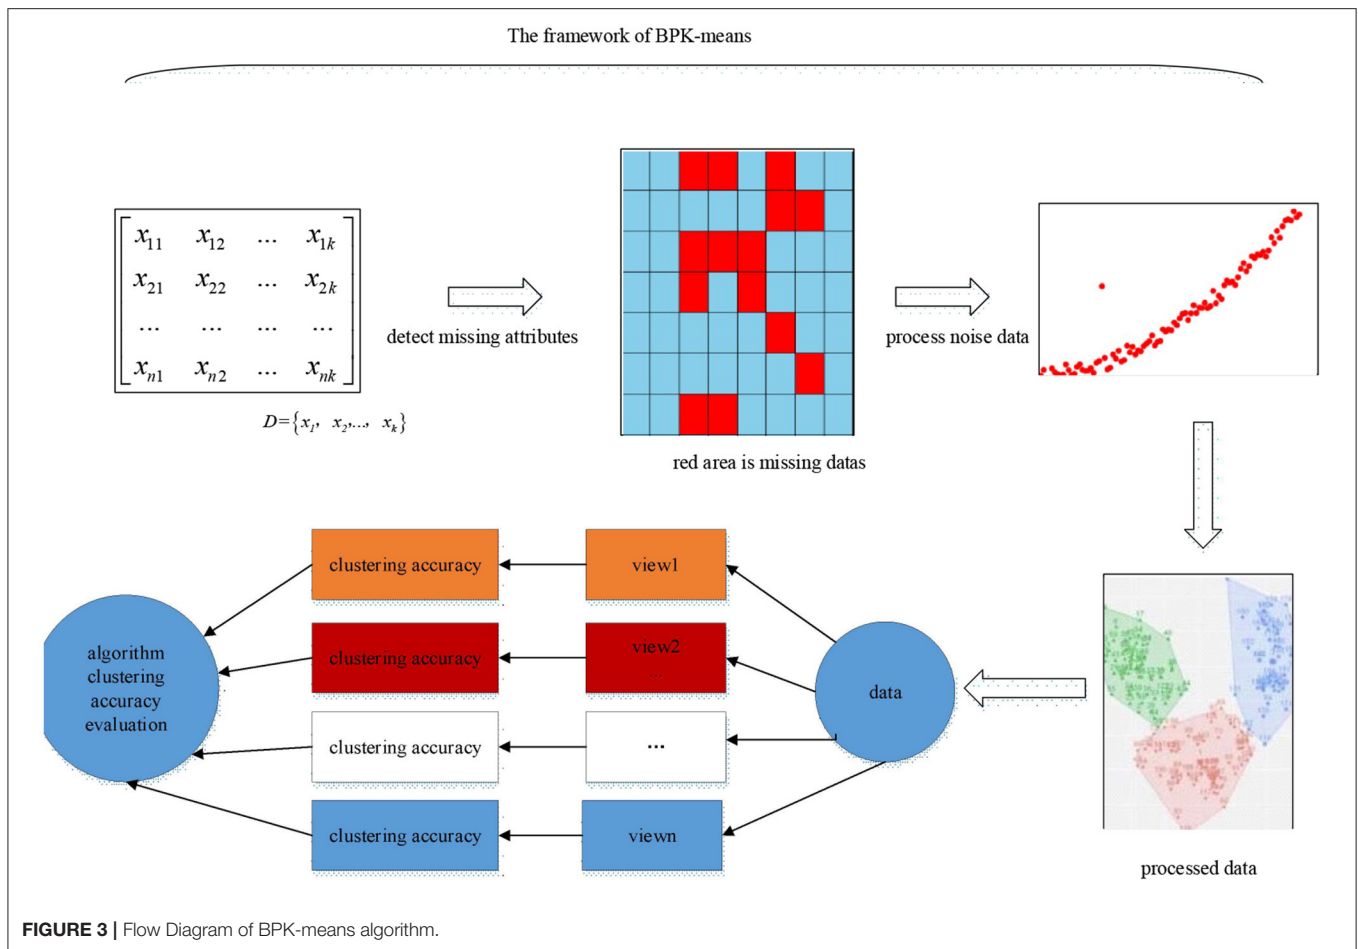 The framework of BPK-means
x11 x12 ... x1k
x21 x22 ... x2k
... ... ... ...
xn1 xn2 ... xnk
D={x1, x2,..., xk}
detect missing attributes
red area is missing datas
process noise data
processed data
data
view1
view2
...
...
viewn
clustering accuracy
clustering accuracy
clustering accuracy
clustering accuracy
algorithm
clustering
accuracy
evaluation
FIGURE 3 | Flow Diagram of BPK-means algorithm.